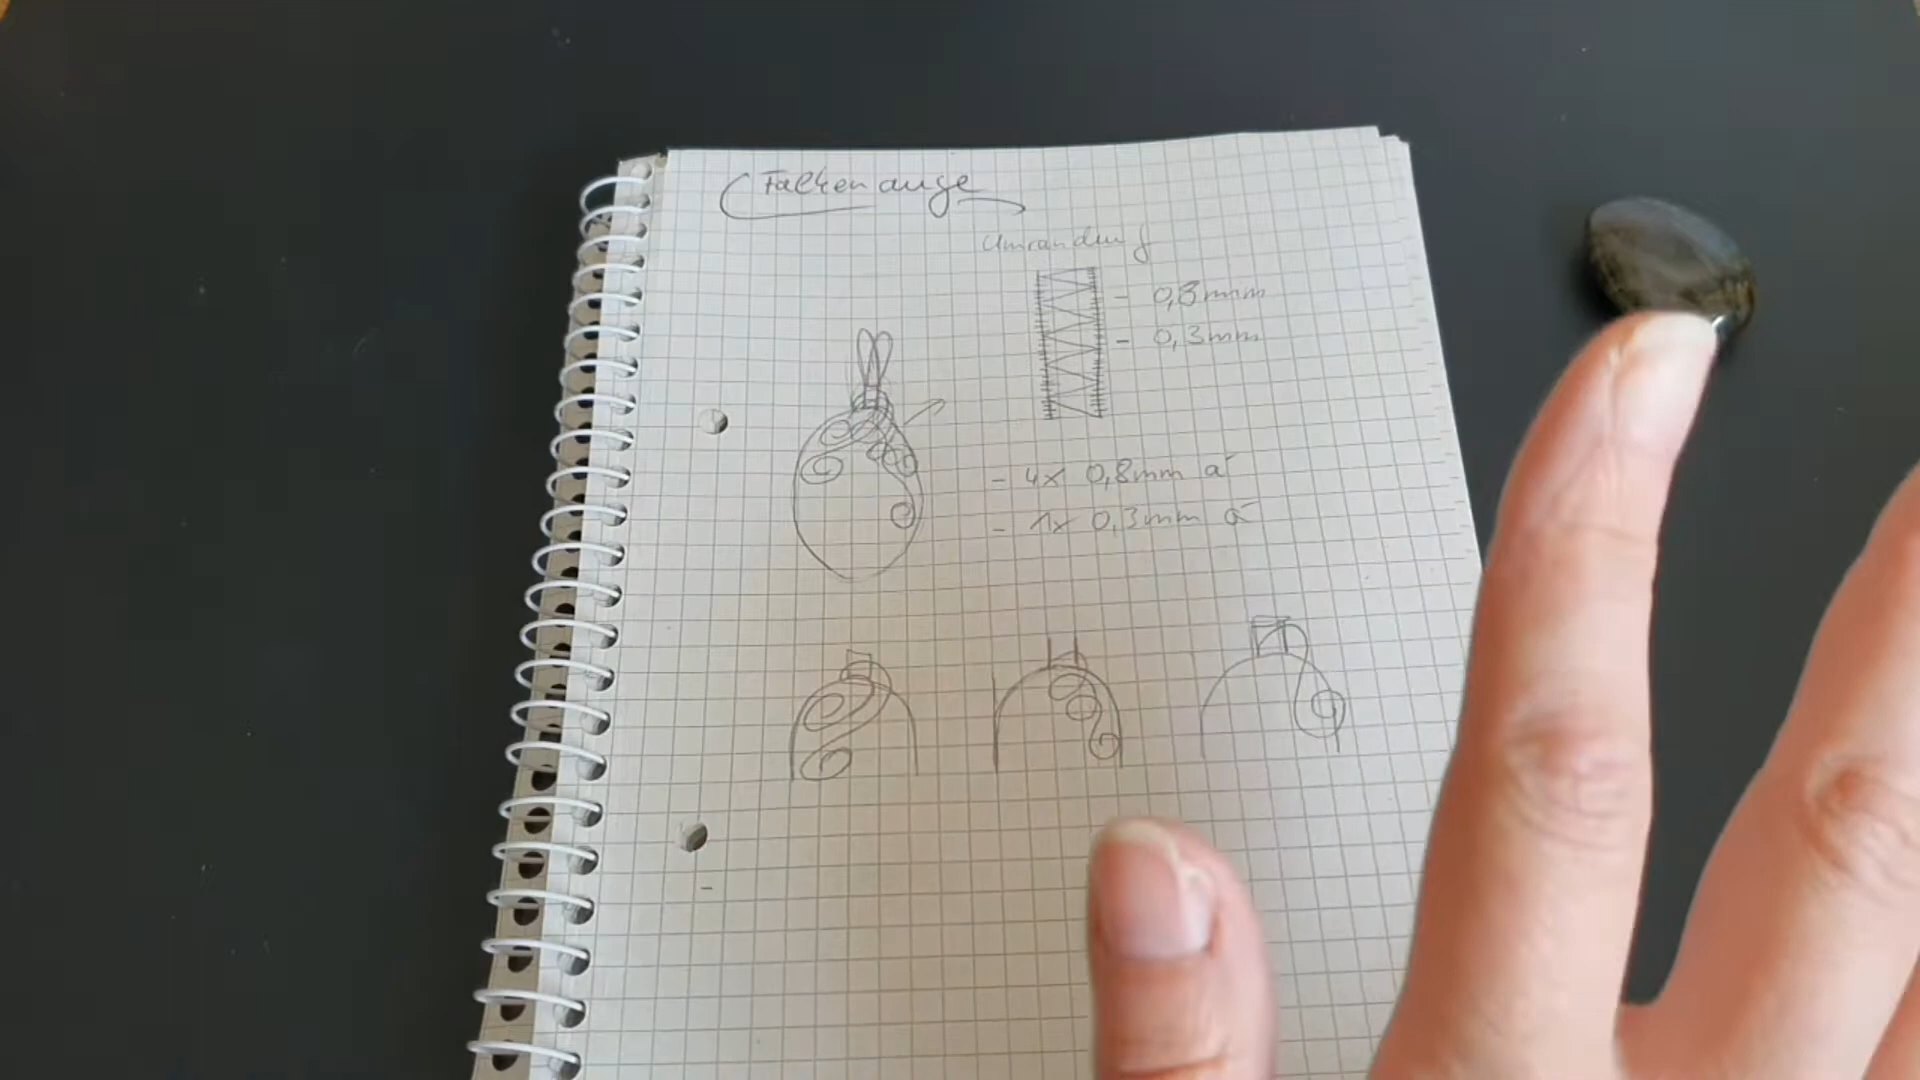 Falkenauge
Umrandung
- 0,8mm
- 0,3mm
- 4x 0,8mm á
- 1x 0,3mm á
-